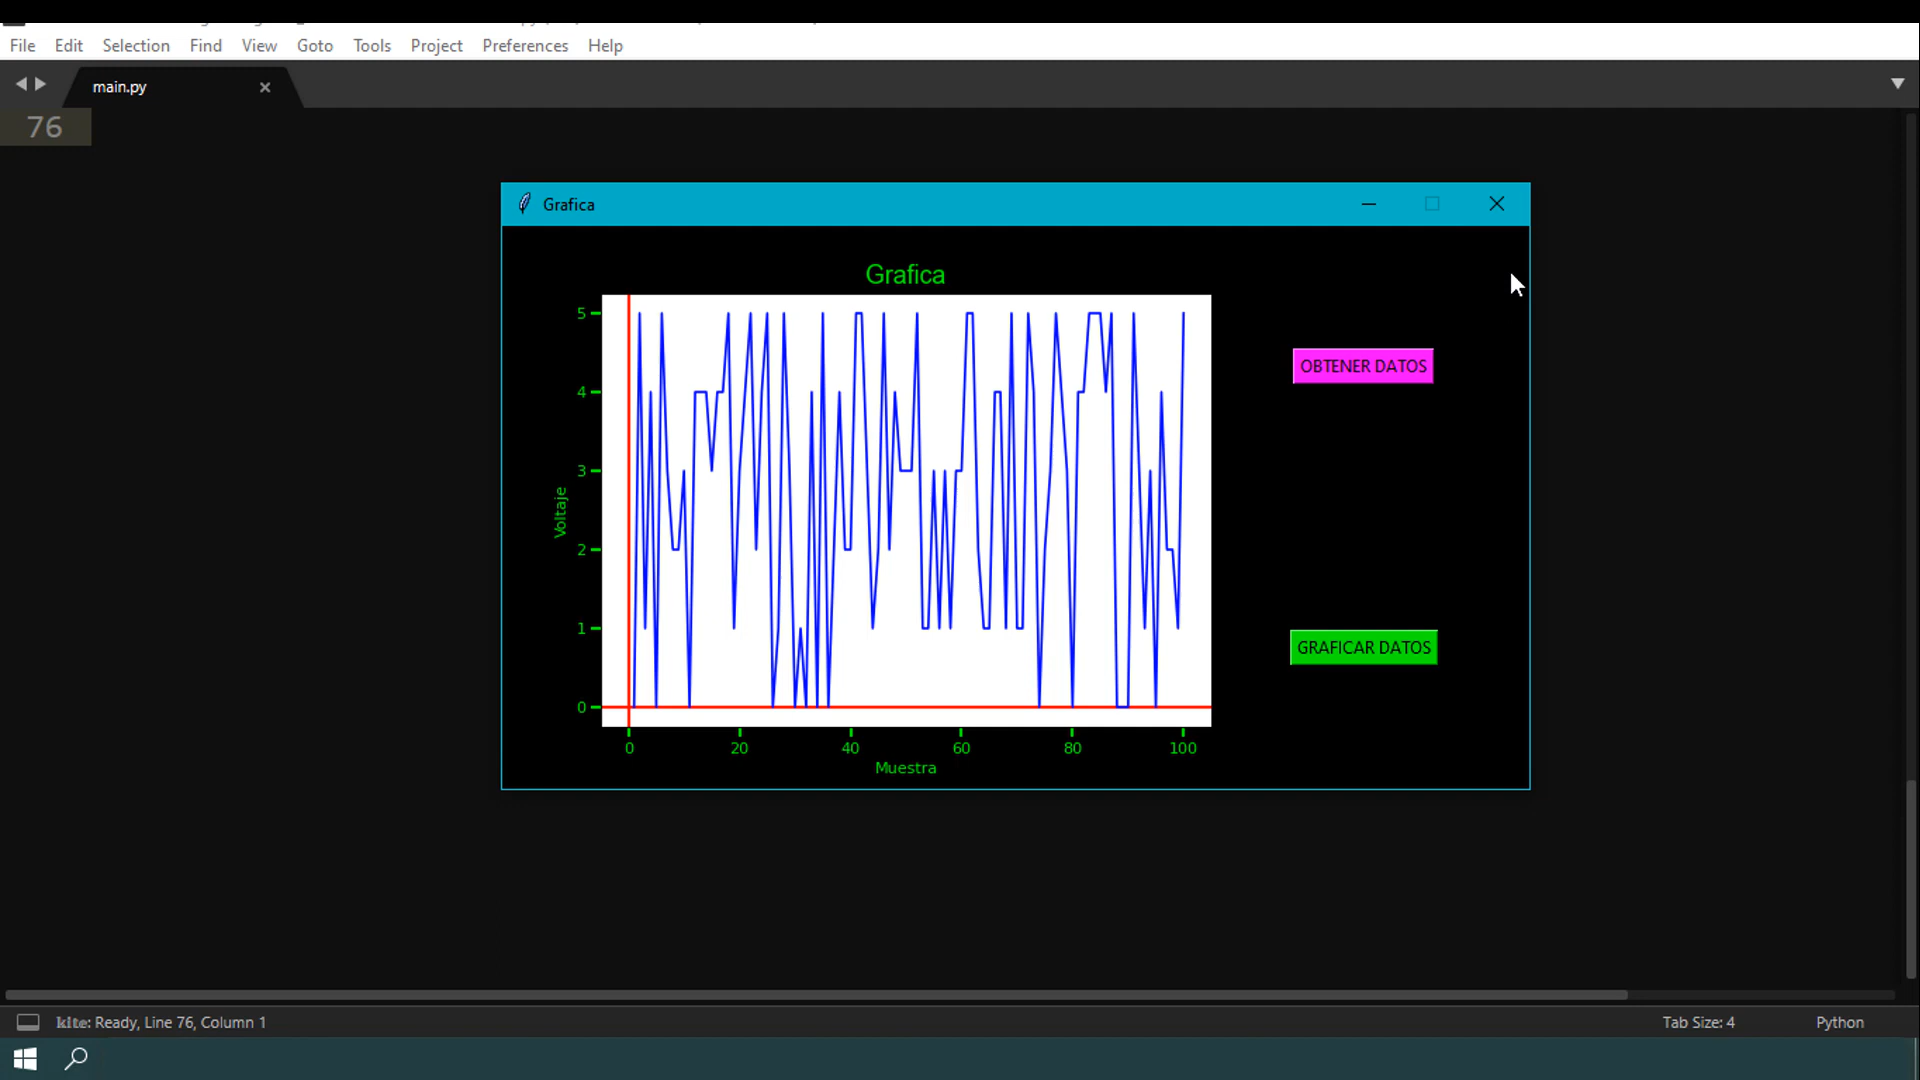 File Edit Selection Find View Goto Tools Project Preferences Help
main.py
76
Grafica
Grafica
5
4
3
2
1
0
Voltaje
0 20 40 60 80 100
Muestra
OBTENER DATOS
GRAFICAR DATOS
kite: Ready, Line 76, Column 1
Tab Size: 4
Python